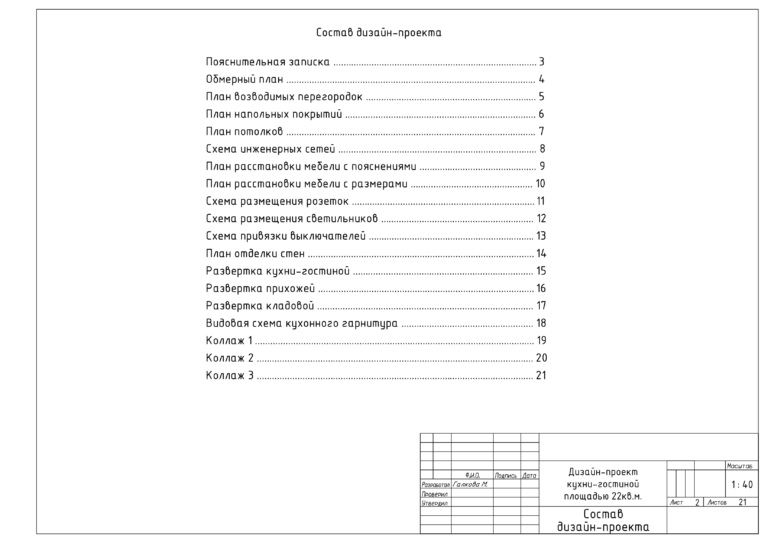 Состав дизайн-проекта
Пояснительная записка ........ 3
Обмерный план ........ 4
План возводимых перегородок ........ 5
План напольных покрытий ........ 6
План потолков ........ 7
Схема инженерных сетей ........ 8
План расстановки мебели с пояснениями ........ 9
План расстановки мебели с размерами ........ 10
Схема размещения розеток ........ 11
Схема размещения светильников ........ 12
Схема привязки выключателей ........ 13
План отделки стен ........ 14
Развертка кухни-гостиной ........ 15
Развертка прихожей ........ 16
Развертка кладовой ........ 17
Видовая схема кухонного гарнитура ........ 18
Коллаж 1 ........ 19
Коллаж 2 ........ 20
Коллаж 3 ........ 21
Ф.И.О. Подпись Дата
Разработал Галкова М.
Проверил
Утвердил
Дизайн-проект
кухни-гостиной
площадью 22кв.м.
Состав
дизайн-проекта
Масштаб
1 : 40
Лист 2 Листов 21